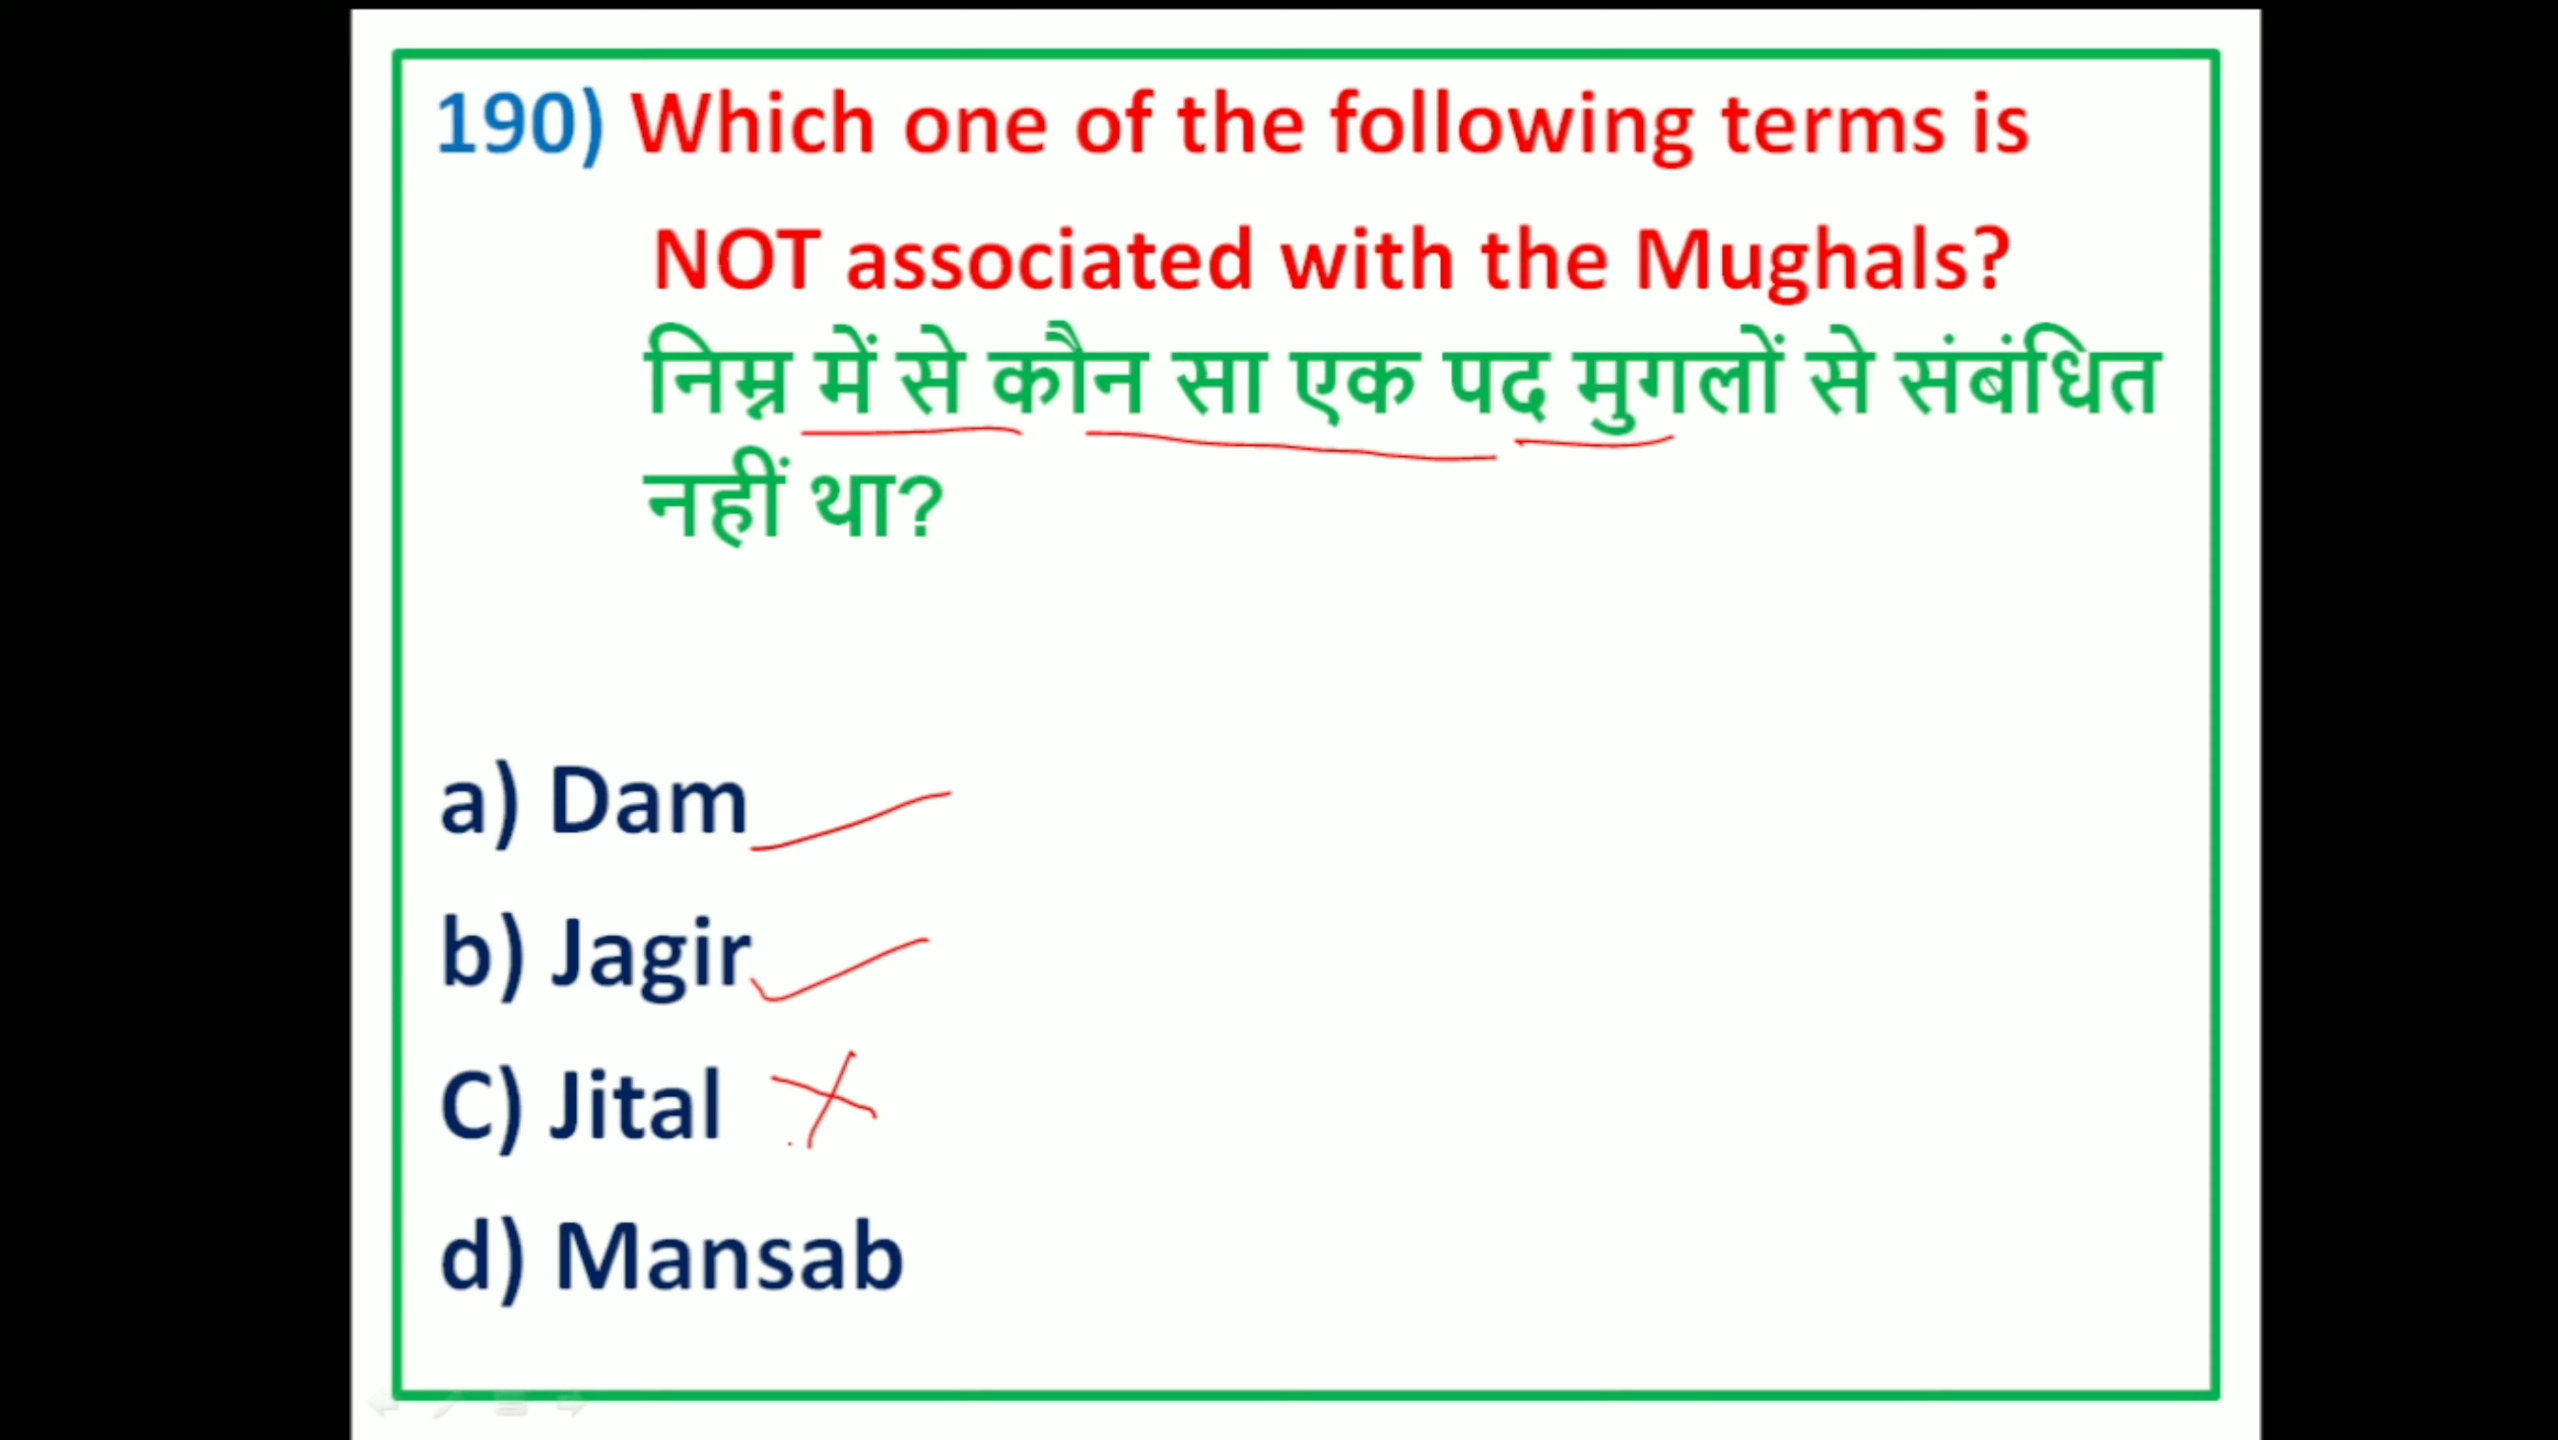 190) Which one of the following terms is
NOT associated with the Mughals?
निम्न में से कौन सा एक पद मुगलों से संबंधित
नहीं था?
a) Dam
b) Jagir
C) Jital
d) Mansab